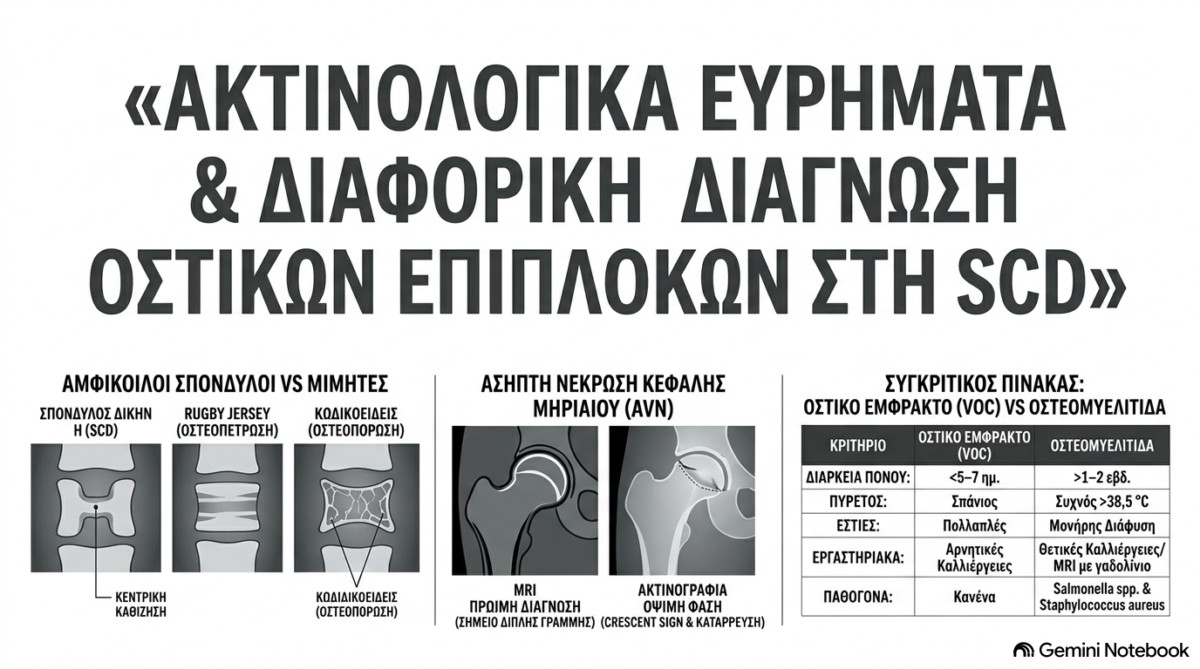 «ΑΚΤΙΝΟΛΟΓΙΚΑ ΕΥΡΗΜΑΤΑ
& ΔΙΑΦΟΡΙΚΗ ΔΙΑΓΝΩΣΗ
ΟΣΤΙΚΩΝ ΕΠΙΠΛΟΚΩΝ ΣΤΗ SCD»
ΑΜΦΙΚΟΙΛΟΙ ΣΠΟΝΔΥΛΟΙ VS ΜΙΜΗΤΕΣ
ΣΠΟΝΔΥΛΟΣ ΔΙΚΗΝ
Η (SCD)
RUGBY JERSEY
(ΟΣΤΕΟΠΕΤΡΩΣΗ)
ΚΩΔΙΚΟΕΙΔΕΙΣ
(ΟΣΤΕΟΠΟΡΩΣΗ)
ΚΕΝΤΡΙΚΗ
ΚΑΘΙΖΗΣΗ
ΚΩΔΙΔΙΚΟΕΙΔΕΙΣ
(ΟΣΤΕΟΠΟΡΩΣΗ)
ΑΣΗΠΤΗ ΝΕΚΡΩΣΗ ΚΕΦΑΛΗΣ
ΜΗΡΙΑΙΟΥ (AVN)
MRI
ΠΡΩΙΜΗ ΔΙΑΓΝΩΣΗ
(ΣΗΜΕΙΟ ΔΙΠΛΗΣ ΓΡΑΜΜΗΣ)
ΑΚΤΙΝΟΓΡΑΦΙΑ
ΟΨΙΜΗ ΦΑΣΗ
(CRESCENT SIGN & ΚΑΤΑΡΡΕΥΣΗ)
ΣΥΓΚΡΙΤΙΚΟΣ ΠΙΝΑΚΑΣ:
ΟΣΤΙΚΟ ΕΜΦΡΑΚΤΟ (VOC) VS ΟΣΤΕΟΜΥΕΛΙΤΙΔΑ
ΚΡΙΤΗΡΙΟ
ΟΣΤΙΚΟ ΕΜΦΡΑΚΤΟ
(VOC)
ΟΣΤΕΟΜΥΕΛΙΤΙΔΑ
ΔΙΑΡΚΕΙΑ ΠΟΝΟΥ:
<5–7 ημ.
>1–2 εβδ.
ΠΥΡΕΤΟΣ:
Σπάνιος
Συχνός >38,5 °C
ΕΣΤΙΕΣ:
Πολλαπλές
Μονήρης Διάφυση
ΕΡΓΑΣΤΗΡΙΑΚΑ:
Αρνητικές
Καλλιέργειες
Θετικές Καλλιέργειες/
MRI με γαδολίνιο
ΠΑΘΟΓΟΝΑ:
Κανένα
Salmonella spp. &
Staphylococcus aureus
Gemini Notebook